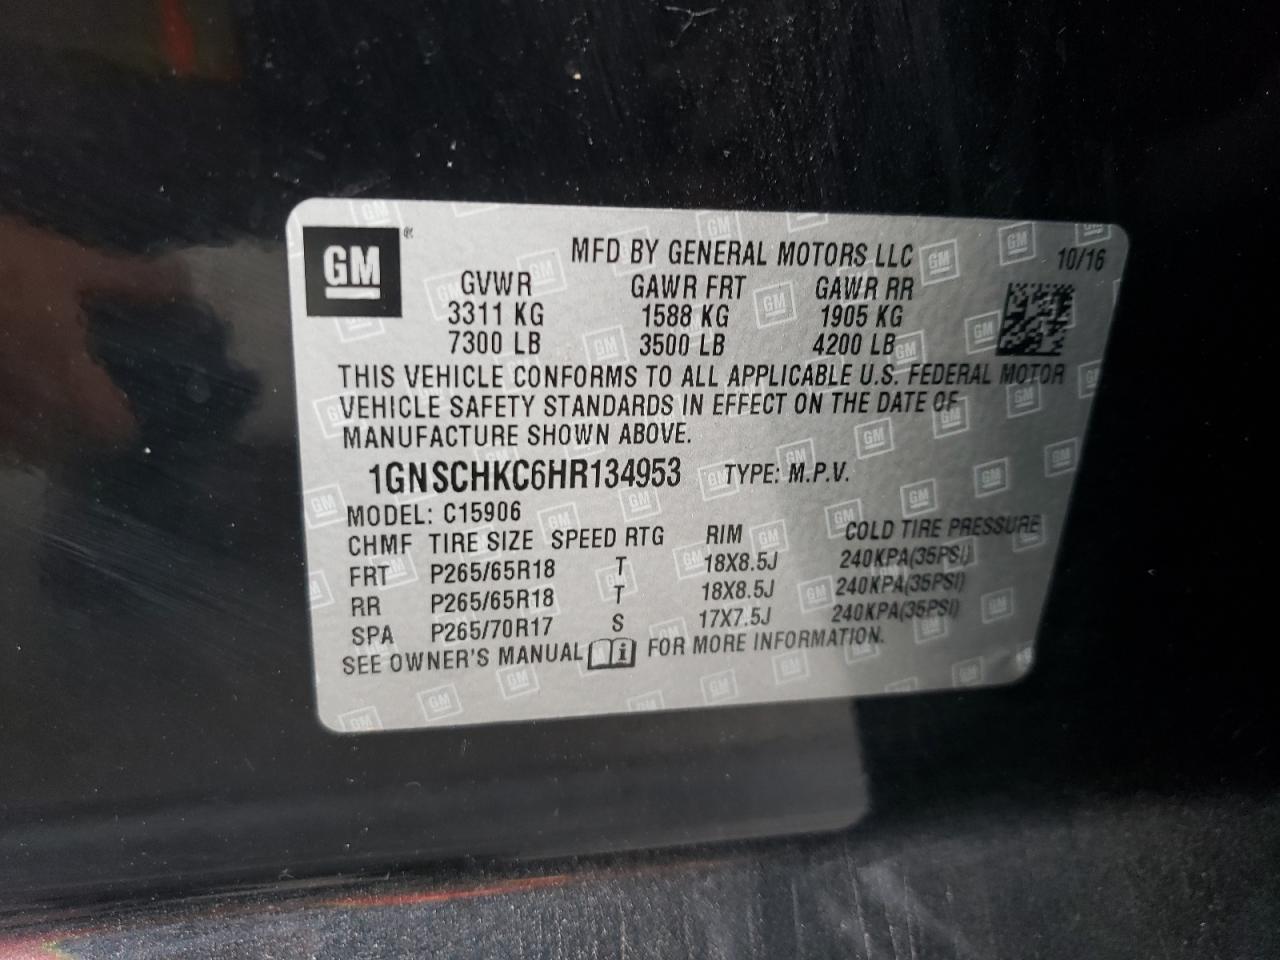 GM®
MFD BY GENERAL MOTORS LLC 10/16
GVWR GAWR FRT GAWR RR
3311 KG 1588 KG 1905 KG
7300 LB 3500 LB 4200 LB
THIS VEHICLE CONFORMS TO ALL APPLICABLE U.S. FEDERAL MOTOR
VEHICLE SAFETY STANDARDS IN EFFECT ON THE DATE OF
MANUFACTURE SHOWN ABOVE.
1GNSCHKC6HR134953 TYPE: M.P.V.
MODEL: C15906
CHMF TIRE SIZE SPEED RTG RIM COLD TIRE PRESSURE
FRT P265/65R18 T 18X8.5J 240KPA(35PSI)
RR P265/65R18 T 18X8.5J 240KPA(35PSI)
SPA P265/70R17 S 17X7.5J 240KPA(35PSI)
SEE OWNER'S MANUAL i FOR MORE INFORMATION.